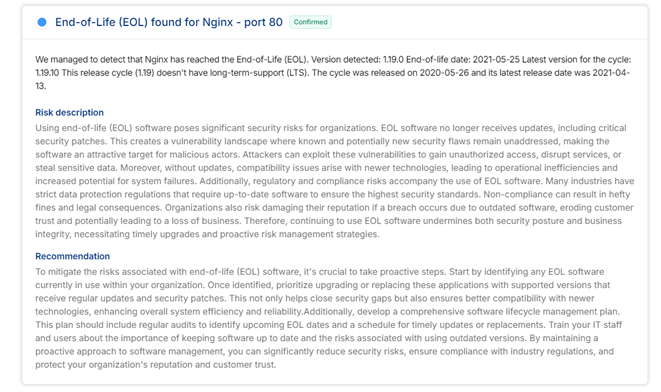 End-of-Life (EOL) found for Nginx - port 80 Confirmed
We managed to detect that Nginx has reached the End-of-Life (EOL). Version detected: 1.19.0 End-of-life date: 2021-05-25 Latest version for the cycle:
1.19.10 This release cycle (1.19) doesn't have long-term-support (LTS). The cycle was released on 2020-05-26 and its latest release date was 2021-04-
13.
Risk description
Using end-of-life (EOL) software poses significant security risks for organizations. EOL software no longer receives updates, including critical
security patches. This creates a vulnerability landscape where known and potentially new security flaws remain unaddressed, making the
software an attractive target for malicious actors. Attackers can exploit these vulnerabilities to gain unauthorized access, disrupt services, or
steal sensitive data. Moreover, without updates, compatibility issues arise with newer technologies, leading to operational inefficiencies and
increased potential for system failures. Additionally, regulatory and compliance risks accompany the use of EOL software. Many industries have
strict data protection regulations that require up-to-date software to ensure the highest security standards. Non-compliance can result in hefty
fines and legal consequences. Organizations also risk damaging their reputation if a breach occurs due to outdated software, eroding customer
trust and potentially leading to a loss of business. Therefore, continuing to use EOL software undermines both security posture and business
integrity, necessitating timely upgrades and proactive risk management strategies.
Recommendation
To mitigate the risks associated with end-of-life (EOL) software, it's crucial to take proactive steps. Start by identifying any EOL software
currently in use within your organization. Once identified, prioritize upgrading or replacing these applications with supported versions that
receive regular updates and security patches. This not only helps close security gaps but also ensures better compatibility with newer
technologies, enhancing overall system efficiency and reliability.Additionally, develop a comprehensive software lifecycle management plan.
This plan should include regular audits to identify upcoming EOL dates and a schedule for timely updates or replacements. Train your IT staff
and users about the importance of keeping software up to date and the risks associated with using outdated versions. By maintaining a
proactive approach to software management, you can significantly reduce security risks, ensure compliance with industry regulations, and
protect your organization's reputation and customer trust.